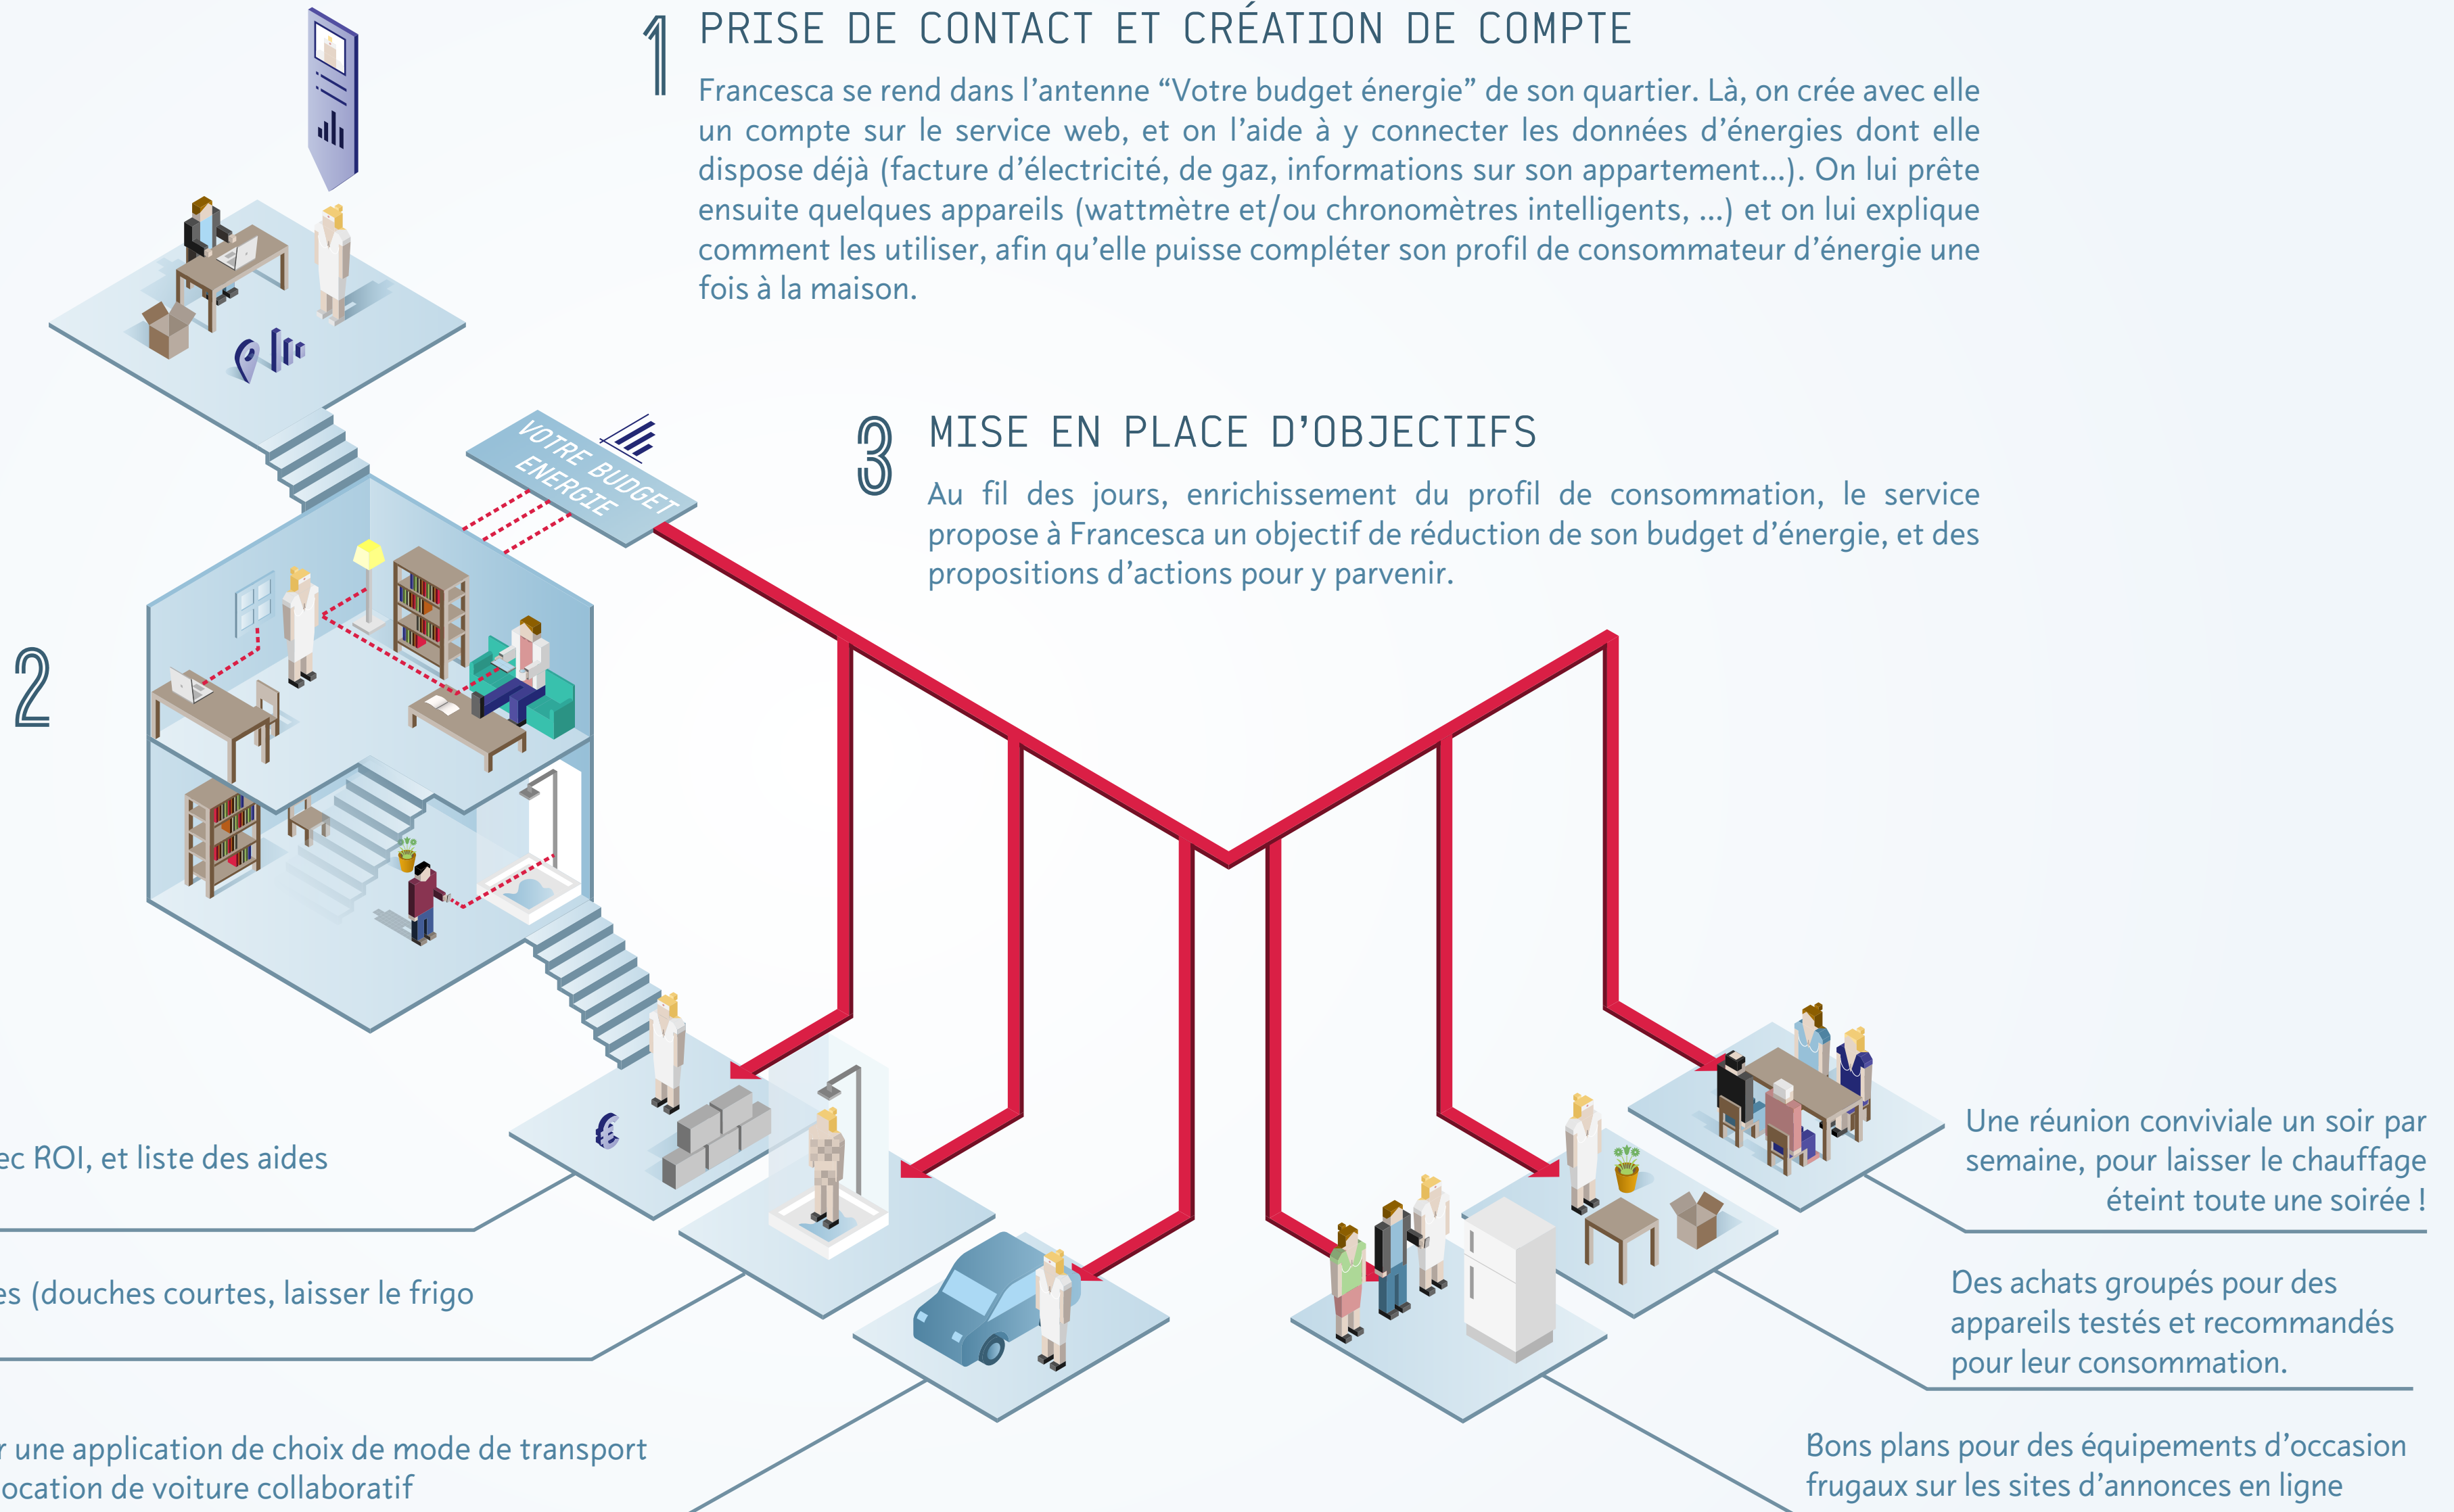 1 PRISE DE CONTACT ET CRÉATION DE COMPTE
Francesca se rend dans l’antenne “Votre budget énergie” de son quartier. Là, on crée avec elle
un compte sur le service web, et on l’aide à y connecter les données d’énergies dont elle
dispose déjà (facture d’électricité, de gaz, informations sur son appartement...). On lui prête
ensuite quelques appareils (wattmètre et/ou chronomètres intelligents, ...) et on lui explique
comment les utiliser, afin qu’elle puisse compléter son profil de consommateur d’énergie une
fois à la maison.
VOTRE BUDGET
ENERGIE
3 MISE EN PLACE D’OBJECTIFS
Au fil des jours, enrichissement du profil de consommation, le service
propose à Francesca un objectif de réduction de son budget d’énergie, et des
propositions d’actions pour y parvenir.
2
€
ec ROI, et liste des aides
es (douches courtes, laisser le frigo
r une application de choix de mode de transport
ocation de voiture collaboratif
Une réunion conviviale un soir par
semaine, pour laisser le chauffage
éteint toute une soirée !
Des achats groupés pour des
appareils testés et recommandés
pour leur consommation.
Bons plans pour des équipements d’occasion
frugaux sur les sites d’annonces en ligne